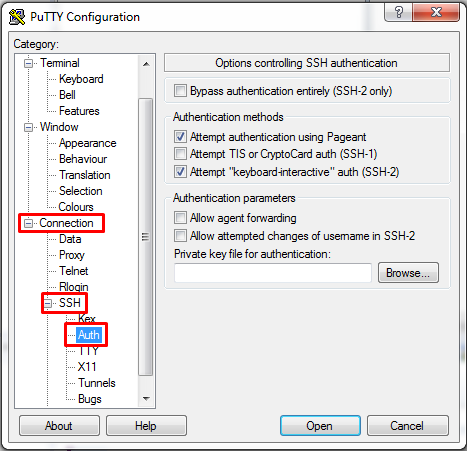 PuTTY Configuration
Category:
Terminal
Keyboard
Bell
Features
Window
Appearance
Behaviour
Translation
Selection
Colours
Connection
Data
Proxy
Telnet
Rlogin
SSH
Kex
Auth
TTY
X11
Tunnels
Bugs
Options controlling SSH authentication
Bypass authentication entirely (SSH-2 only)
Authentication methods
Attempt authentication using Pageant
Attempt TIS or CryptoCard auth (SSH-1)
Attempt "keyboard-interactive" auth (SSH-2)
Authentication parameters
Allow agent forwarding
Allow attempted changes of username in SSH-2
Private key file for authentication:
Browse...
About
Help
Open
Cancel